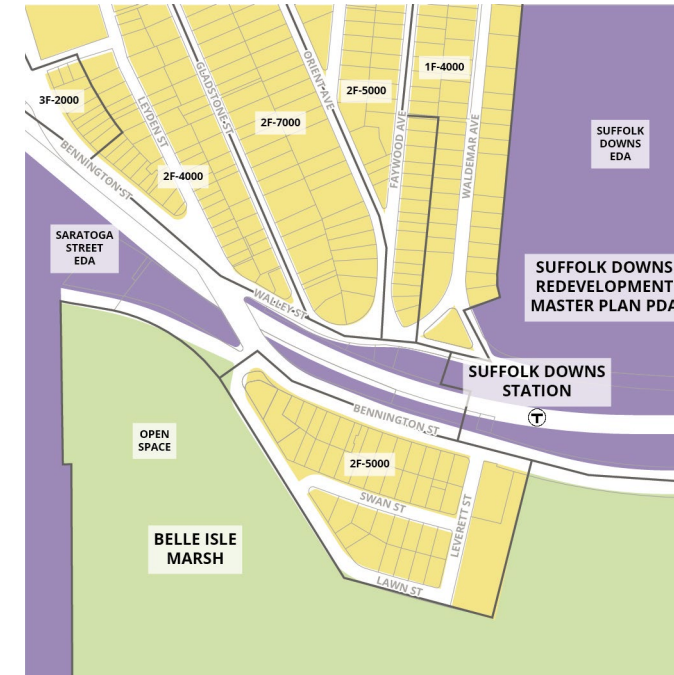 1F-4000
3F-2000
2F-5000
2F-7000
2F-4000
LEYDEN ST
GLADSTONE ST
ORIENT AVE
FAYWOOD AVE
WALDEMAR AVE
BENNINGTON ST
SUFFOLK
DOWNS
EDA
SARATOGA
STREET
EDA
SUFFOLK DOWNS
REDEVELOPMENT
MASTER PLAN PDA
WALLEY ST
SUFFOLK DOWNS
STATION
T
BENNINGTON ST
OPEN
SPACE
2F-5000
SWAN ST
LEVERETT ST
BELLE ISLE
MARSH
LAWN ST